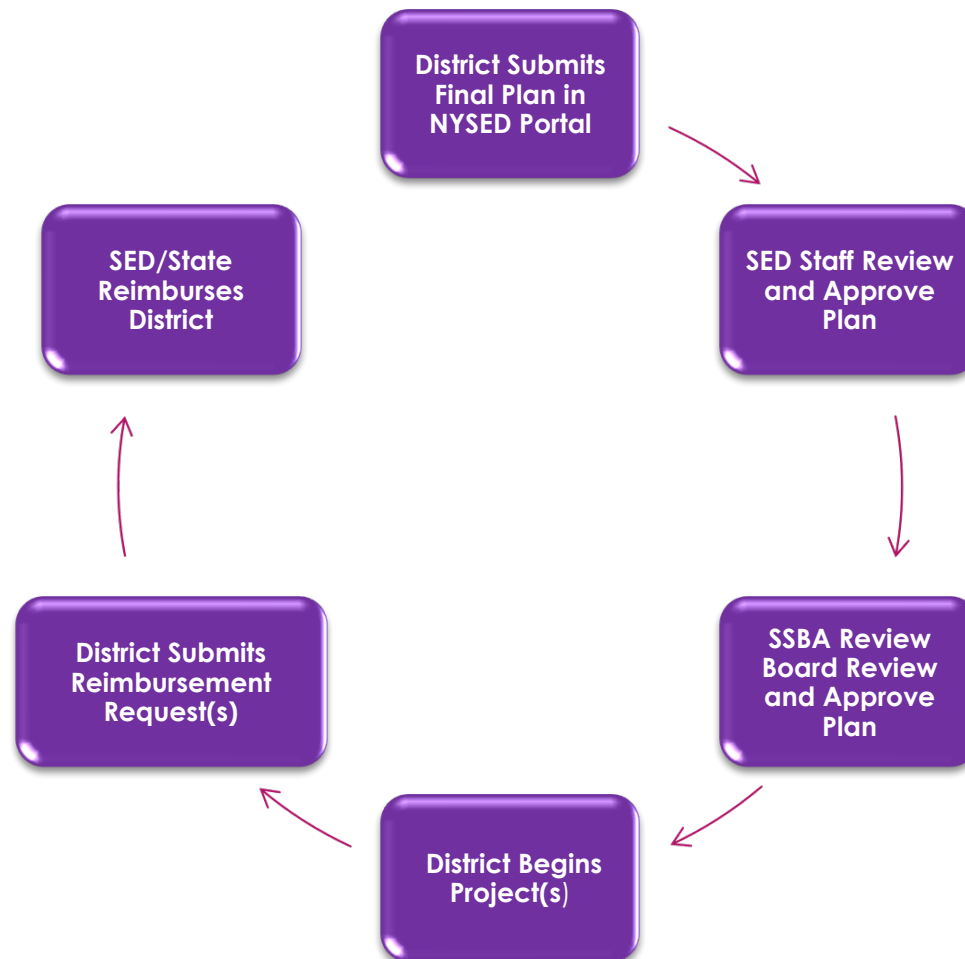 District Submits
Final Plan in
NYSED Portal
SED Staff Review
and Approve
Plan
SSBA Review
Board Review
and Approve
Plan
District Begins
Project(s)
District Submits
Reimbursement
Request(s)
SED/State
Reimburses
District